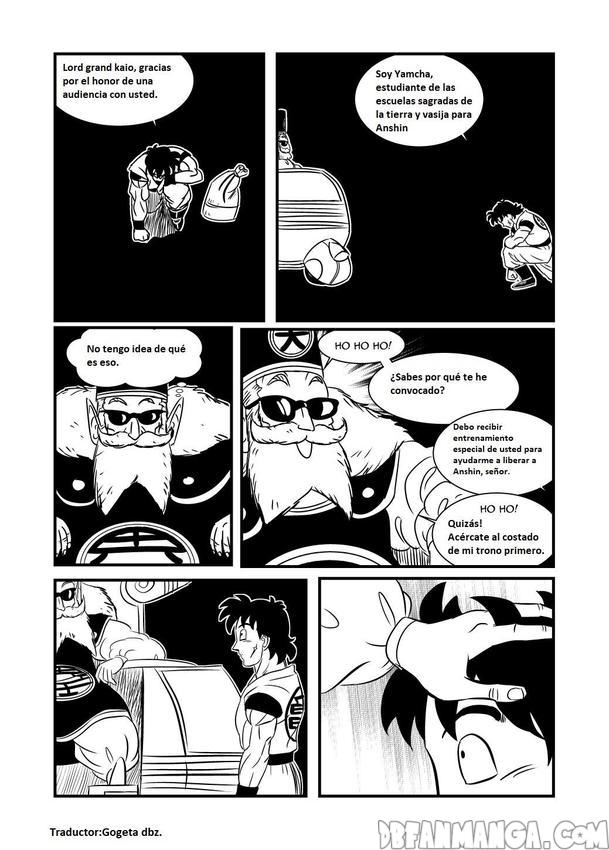 Lord grand kaio, gracias
por el honor de una
audiencia con usted.
Soy Yamcha,
estudiante de las
escuelas sagradas de
la tierra y vasija para
Anshin
No tengo idea de qué
es eso.
大
HO HO HO!
¿Sabes por qué te he
convocado?
Debo recibir
entrenamiento
especial de usted para
ayudarme a liberar a
Anshin, señor.
HO HO!
Quizás!
Acércate al costado
de mi trono primero.
Traductor:Gogeta dbz.
DBFANMANGA.COM